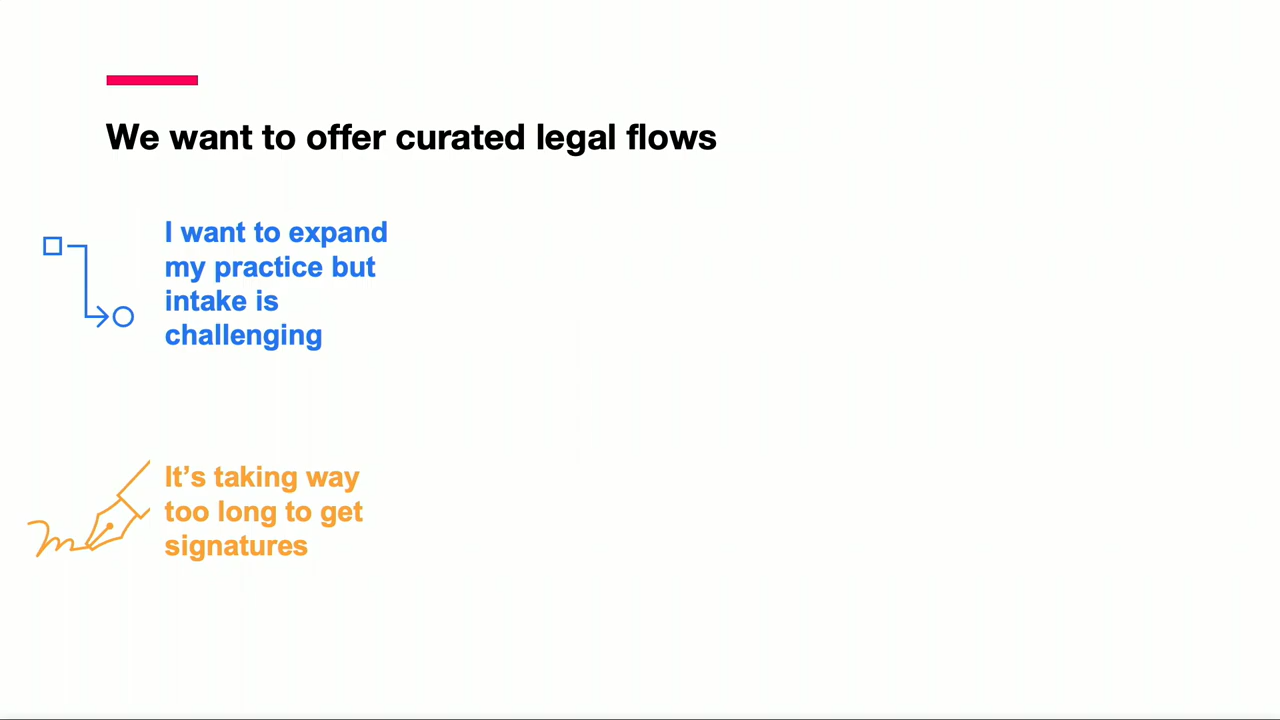 We want to offer curated legal flows
I want to expand
my practice but
intake is
challenging
It’s taking way
too long to get
signatures